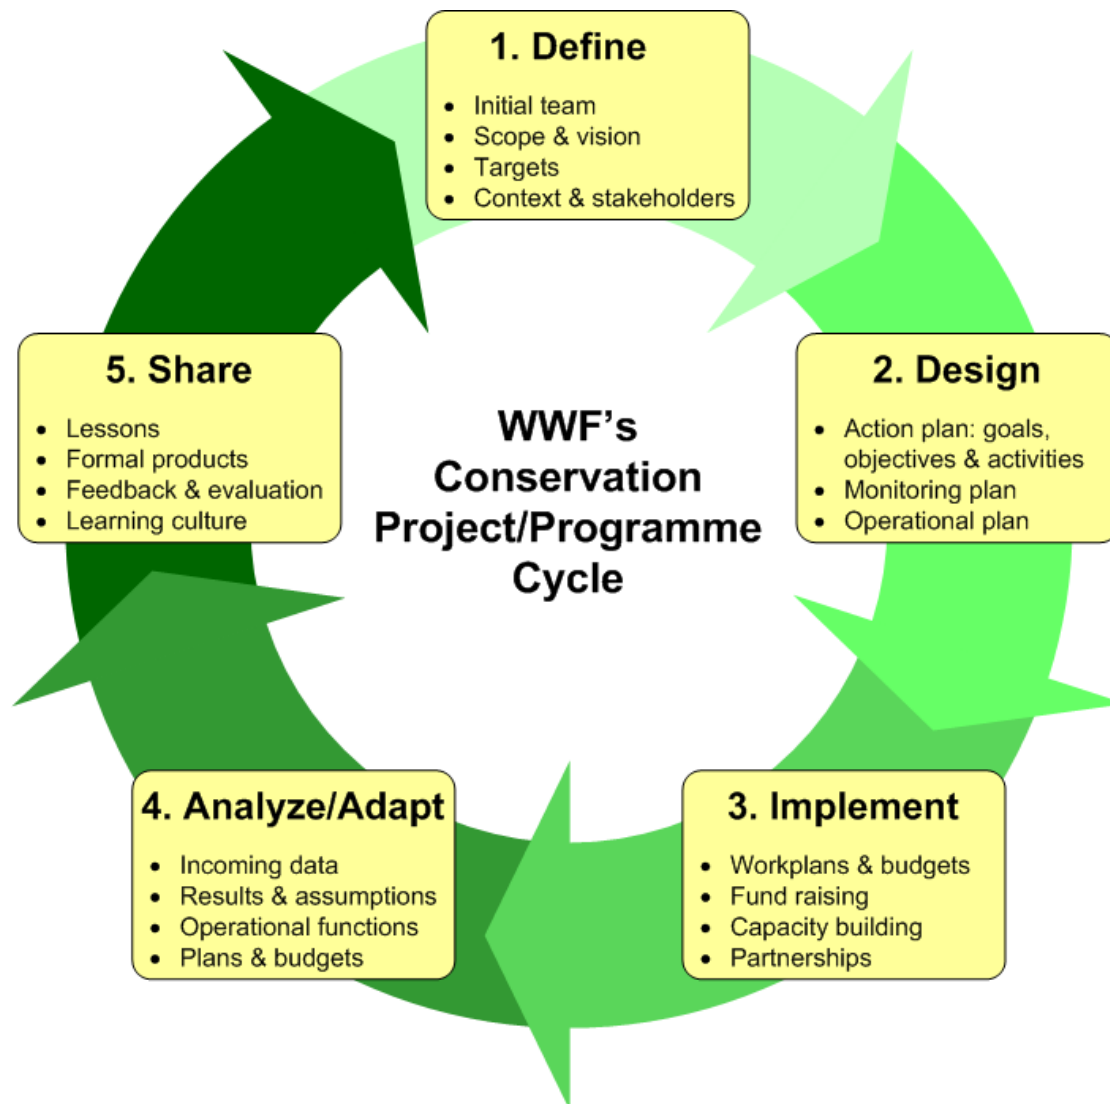 1. Define
• Initial team
• Scope & vision
• Targets
• Context & stakeholders
2. Design
• Action plan: goals,
objectives & activities
• Monitoring plan
• Operational plan
3. Implement
• Workplans & budgets
• Fund raising
• Capacity building
• Partnerships
4. Analyze/Adapt
• Incoming data
• Results & assumptions
• Operational functions
• Plans & budgets
5. Share
• Lessons
• Formal products
• Feedback & evaluation
• Learning culture
WWF’s
Conservation
Project/Programme
Cycle